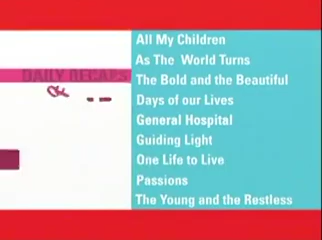 DAILY RECAPS
All My Children
As The World Turns
The Bold and the Beautiful
Days of our Lives
General Hospital
Guiding Light
One Life to Live
Passions
The Young and the Restless